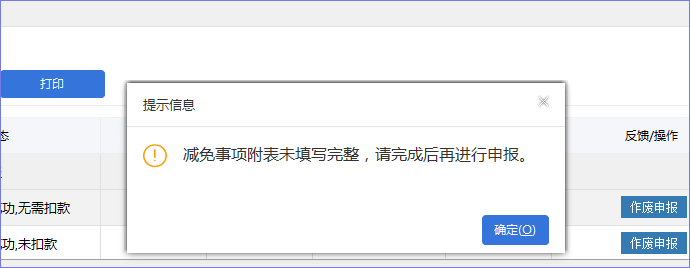 打印
提示信息
态
反馈/操作
减免事项附表未填写完整，请完成后再进行申报。
功,无需扣款
作废申报
确定(O)
功,未扣款
作废申报